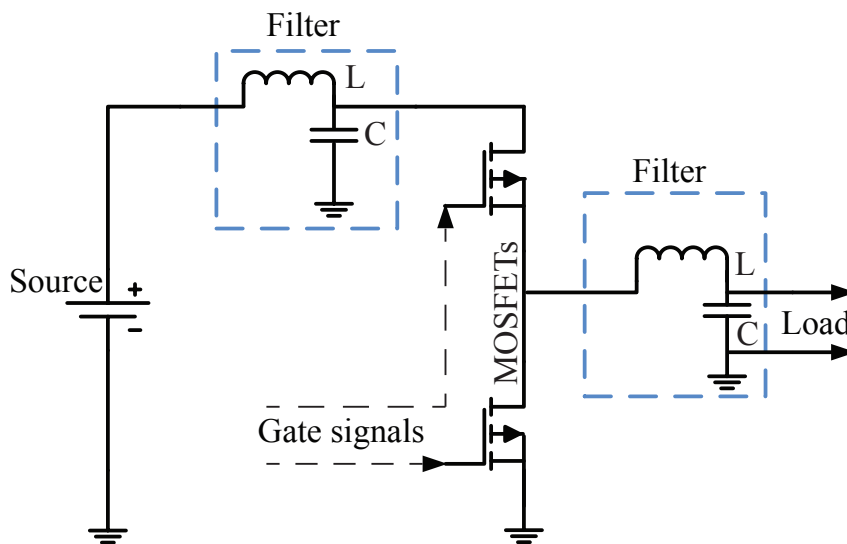 Filter
L
C
Filter
Source
+
-
MOSFETs
L
C
Load
Gate signals